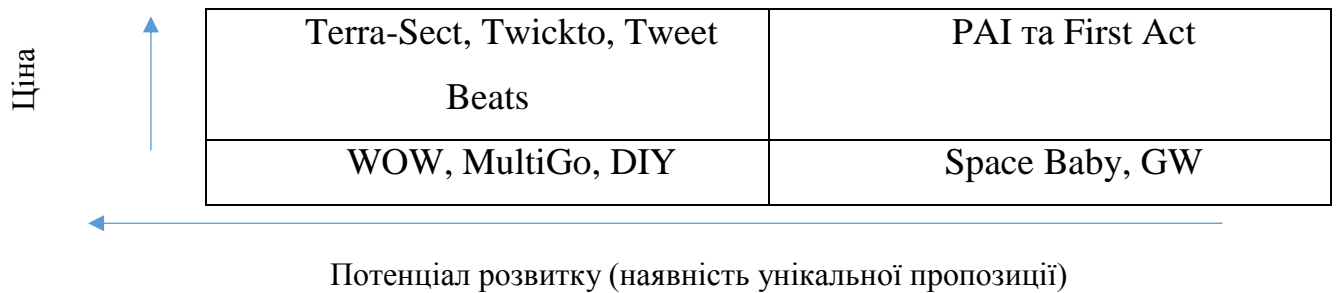 Ціна
Terra-Sect, Twickto, Tweet
Beats
PAI та First Act
WOW, MultiGo, DIY
Space Baby, GW
Потенціал розвитку (наявність унікальної пропозиції)